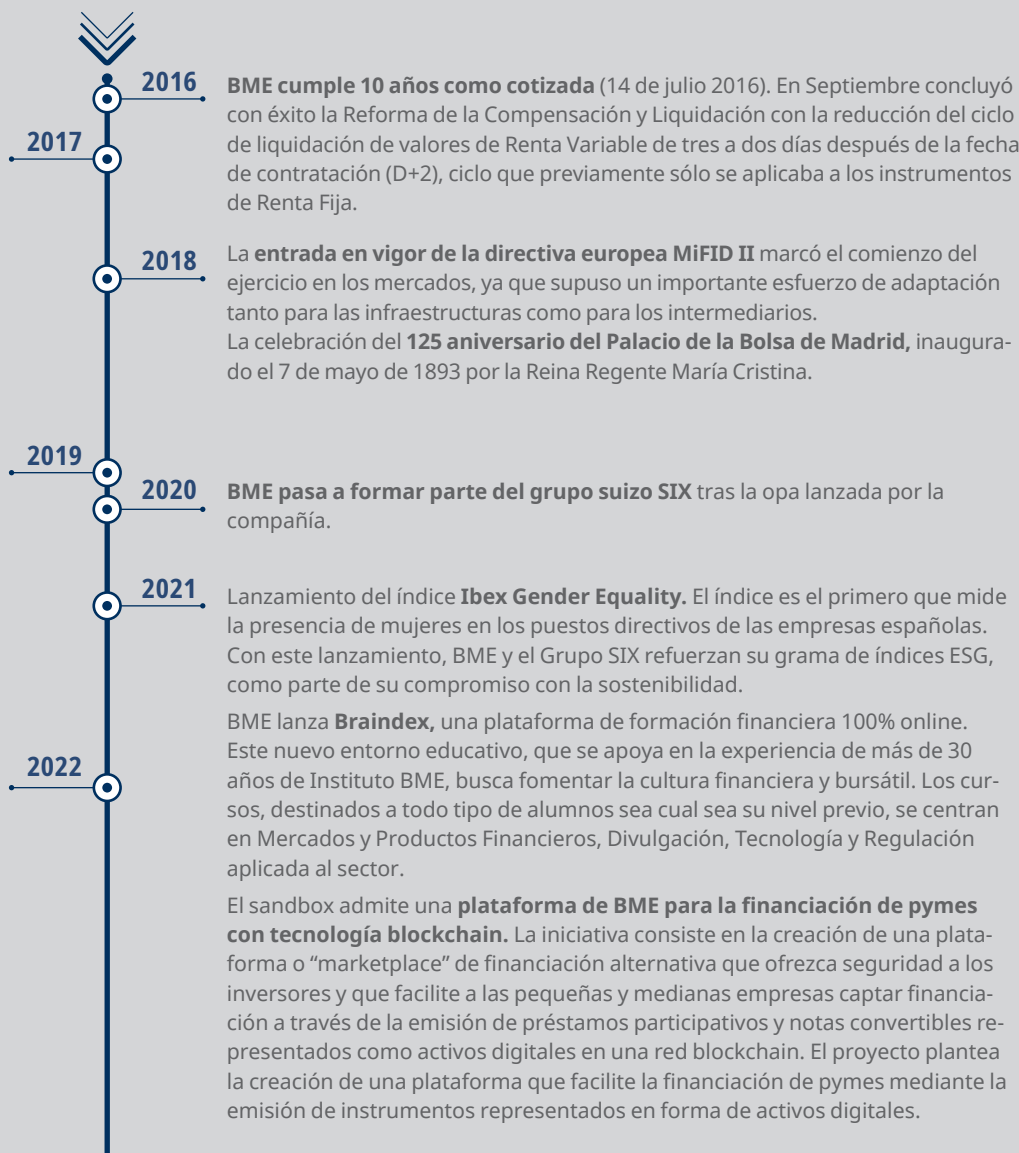 2016
BME cumple 10 años como cotizada (14 de julio 2016). En Septiembre concluyó
con éxito la Reforma de la Compensación y Liquidación con la reducción del ciclo
2017
de liquidación de valores de Renta Variable de tres a dos días después de la fecha
de contratación (D+2), ciclo que previamente sólo se aplicaba a los instrumentos
de Renta Fija.
2018
La entrada en vigor de la directiva europea MiFID II marcó el comienzo del
ejercicio en los mercados, ya que supuso un importante esfuerzo de adaptación
tanto para las infraestructuras como para los intermediarios.
La celebración del 125 aniversario del Palacio de la Bolsa de Madrid, inaugura-
do el 7 de mayo de 1893 por la Reina Regente María Cristina.
2019
2020
BME pasa a formar parte del grupo suizo SIX tras la opa lanzada por la
compañía.
2021
Lanzamiento del índice Ibex Gender Equality. El índice es el primero que mide
la presencia de mujeres en los puestos directivos de las empresas españolas.
Con este lanzamiento, BME y el Grupo SIX refuerzan su grama de índices ESG,
como parte de su compromiso con la sostenibilidad.
BME lanza Braindex, una plataforma de formación financiera 100% online.
Este nuevo entorno educativo, que se apoya en la experiencia de más de 30
2022
años de Instituto BME, busca fomentar la cultura financiera y bursátil. Los cur-
sos, destinados a todo tipo de alumnos sea cual sea su nivel previo, se centran
en Mercados y Productos Financieros, Divulgación, Tecnología y Regulación
aplicada al sector.
El sandbox admite una plataforma de BME para la financiación de pymes
con tecnología blockchain. La iniciativa consiste en la creación de una plata-
forma o “marketplace” de financiación alternativa que ofrezca seguridad a los
inversores y que facilite a las pequeñas y medianas empresas captar financia-
ción a través de la emisión de préstamos participativos y notas convertibles re-
presentados como activos digitales en una red blockchain. El proyecto plantea
la creación de una plataforma que facilite la financiación de pymes mediante la
emisión de instrumentos representados en forma de activos digitales.